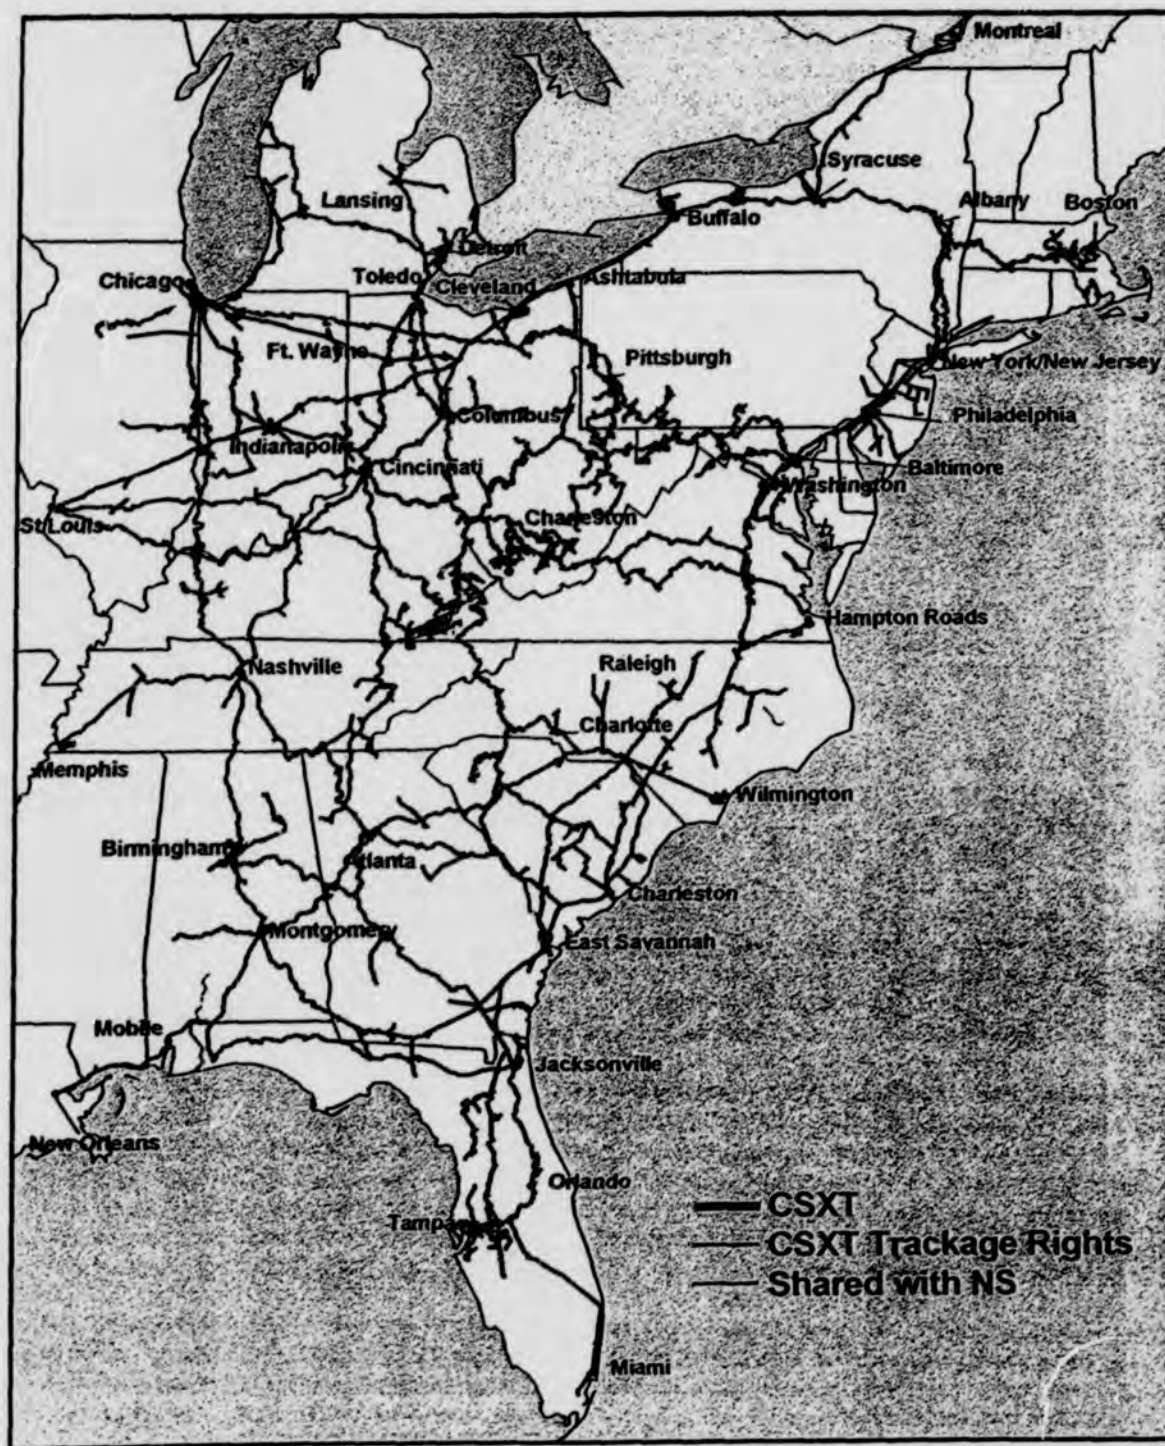 Montreal
Syracuse
Lansing
Albany
Boston
Buffalo
Detroit
Chicago
Toledo
Cleveland
Ashtabula
Ft. Wayne
Pittsburgh
New York/New Jersey
Columbus
Philadelphia
Indianapolis
Cincinnati
Baltimore
Washington
St Louis
Charleston
Hampton Roads
Nashville
Raleigh
Charlotte
Memphis
Wilmington
Birmingham
Atlanta
Charleston
Montgomery
East Savannah
Mobile
Jacksonville
New Orleans
Orlando
CSXT
Tampa
CSXT Trackage Rights
Shared with NS
Miami